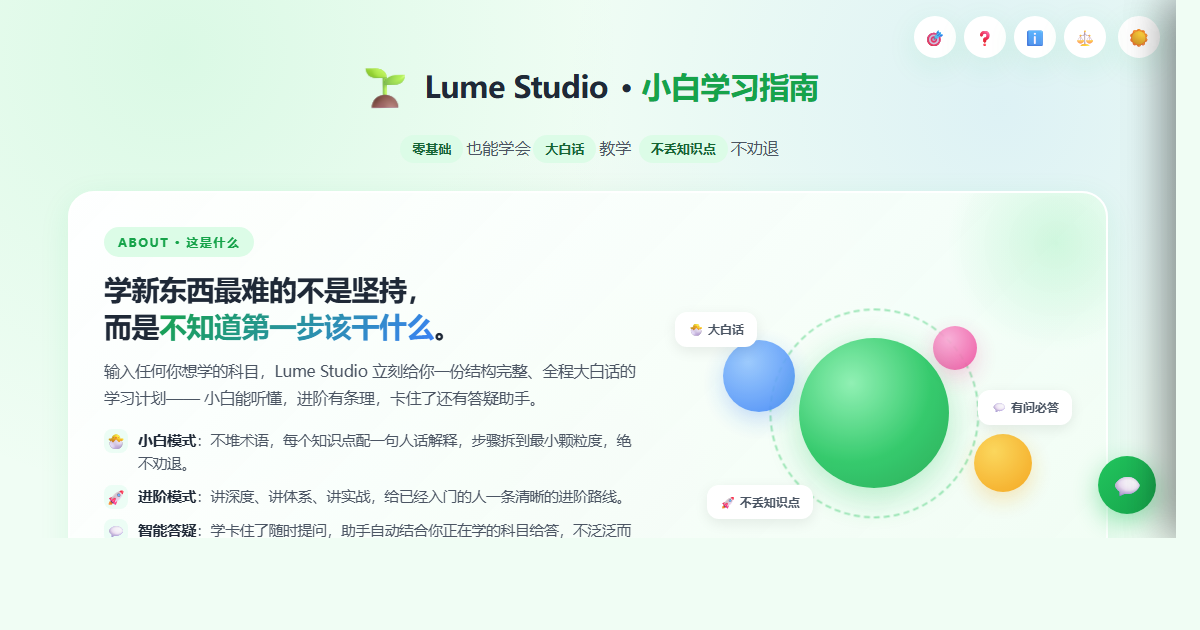 Lume Studio • 小白学习指南
零基础 也能学会 大白话 教学 不丢知识点 不劝退
ABOUT • 这是什么
学新东西最难的不是坚持，
而是不知道第一步该干什么。
输入任何你想学的科目，Lume Studio 立刻给你一份结构完整、全程大白话的
学习计划—— 小白能听懂，进阶有条理，卡住了还有答疑助手。
小白模式：不堆术语，每个知识点配一句人话解释，步骤拆到最小颗粒度，绝
不劝退。
进阶模式：讲深度、讲体系、讲实战，给已经入门的人一条清晰的进阶路线。
智能答疑：学卡住了随时提问，助手自动结合你正在学的科目给答，不泛泛而
大白话
有问必答
不丢知识点